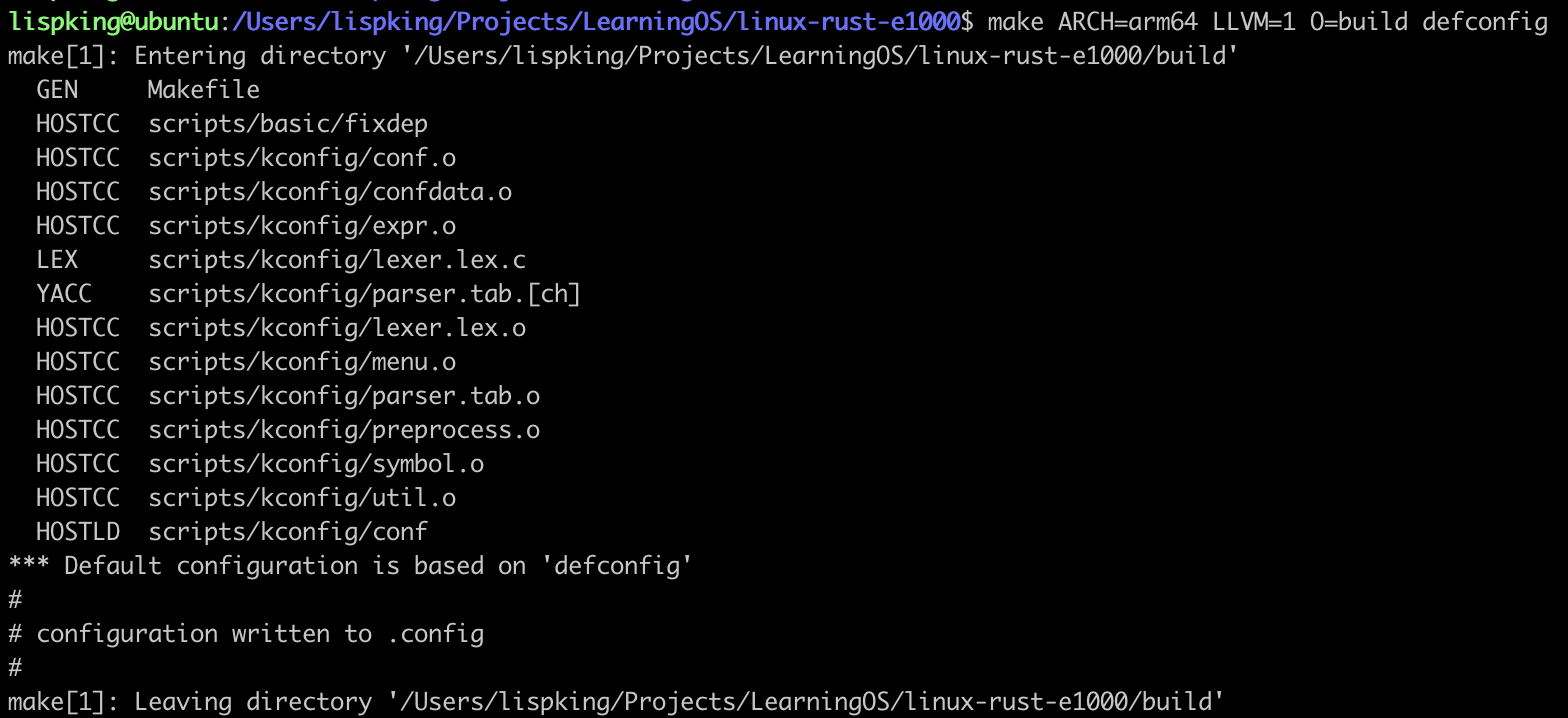 lispking@ubuntu:/Users/lispking/Projects/LearningOS/linux-rust-e1000$ make ARCH=arm64 LLVM=1 O=build defconfig
make[1]: Entering directory '/Users/lispking/Projects/LearningOS/linux-rust-e1000/build'
  GEN     Makefile
  HOSTCC  scripts/basic/fixdep
  HOSTCC  scripts/kconfig/conf.o
  HOSTCC  scripts/kconfig/confdata.o
  HOSTCC  scripts/kconfig/expr.o
  LEX     scripts/kconfig/lexer.lex.c
  YACC    scripts/kconfig/parser.tab.[ch]
  HOSTCC  scripts/kconfig/lexer.lex.o
  HOSTCC  scripts/kconfig/menu.o
  HOSTCC  scripts/kconfig/parser.tab.o
  HOSTCC  scripts/kconfig/preprocess.o
  HOSTCC  scripts/kconfig/symbol.o
  HOSTCC  scripts/kconfig/util.o
  HOSTLD  scripts/kconfig/conf
*** Default configuration is based on 'defconfig'
#
# configuration written to .config
#
make[1]: Leaving directory '/Users/lispking/Projects/LearningOS/linux-rust-e1000/build'